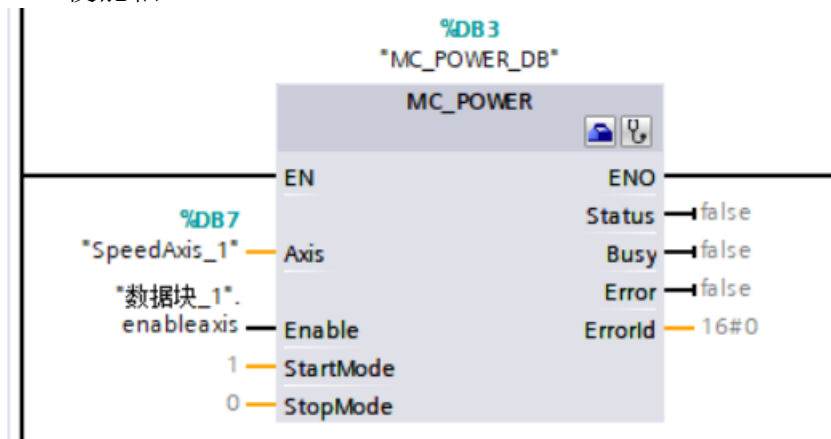 %DB3
"MC_POWER_DB"
MC_POWER
EN ENO
%DB7
"SpeedAxis_1"
Axis
Status false
Busy false
"数据块_1".
enableaxis
Enable
Error false
ErrorId 16#0
1 StartMode
0 StopMode